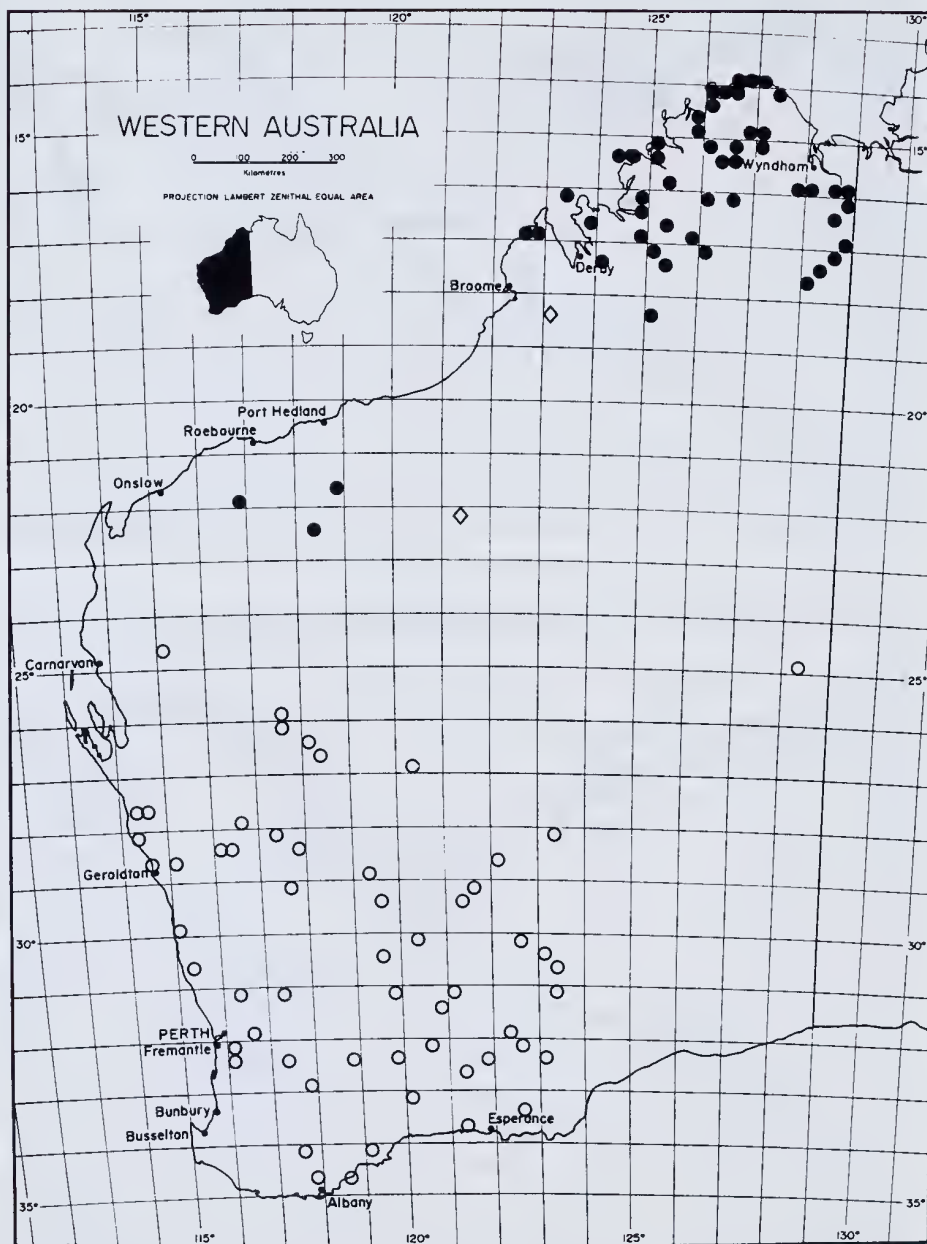 115° 120° 125° 130°
WESTERN AUSTRALIA
0 100 200 300
Kilometres
PROJECTION LAMBERT ZENITHAL EQUAL AREA
15° 15°
Wyndham
Derby
Broome
20° 20°
Port Hedland
Roebourne
Onslow
Carnarvon
25° 25°
Geraldton
30° 30°
PERTH
Fremantle
Bunbury
Busselton
Esperance
Albany
35° 35°
115° 120° 125° 130°